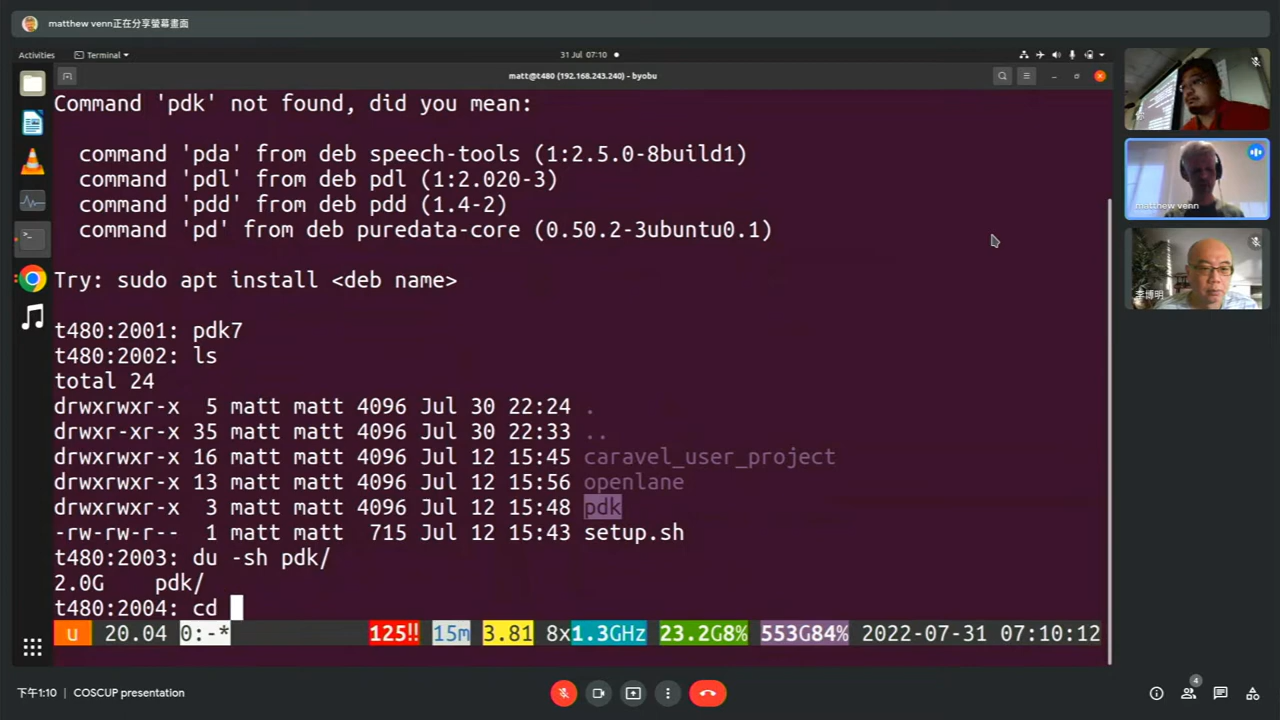 matthew venn正在分享螢幕畫面
Activities
Terminal
31 Jul 07:10
matt@t480 (192.168.243.240) - byobu
Command 'pdk' not found, did you mean:
command 'pda' from deb speech-tools (1:2.5.0-8build1)
command 'pdl' from deb pdl (1:2.020-3)
command 'pdd' from deb pdd (1.4-2)
command 'pd' from deb puredata-core (0.50.2-3ubuntu0.1)
Try: sudo apt install <deb name>
t480:2001: pdk7
t480:2002: ls
total 24
drwxrwxr-x 5 matt matt 4096 Jul 30 22:24 .
drwxr-xr-x 35 matt matt 4096 Jul 30 22:33 ..
drwxrwxr-x 16 matt matt 4096 Jul 12 15:45 caravel_user_project
drwxrwxr-x 13 matt matt 4096 Jul 12 15:56 openlane
drwxrwxr-x 3 matt matt 4096 Jul 12 15:48 pdk
-rw-rw-r-- 1 matt matt 715 Jul 12 15:43 setup.sh
t480:2003: du -sh pdk/
2.0G pdk/
t480:2004: cd
u 20.04 0:-* 125!! 15m 3.81 8x1.3GHz 23.2G8% 553G84% 2022-07-31 07:10:12
matthew venn
李博明
下午1:10 | COSCUP presentation
4